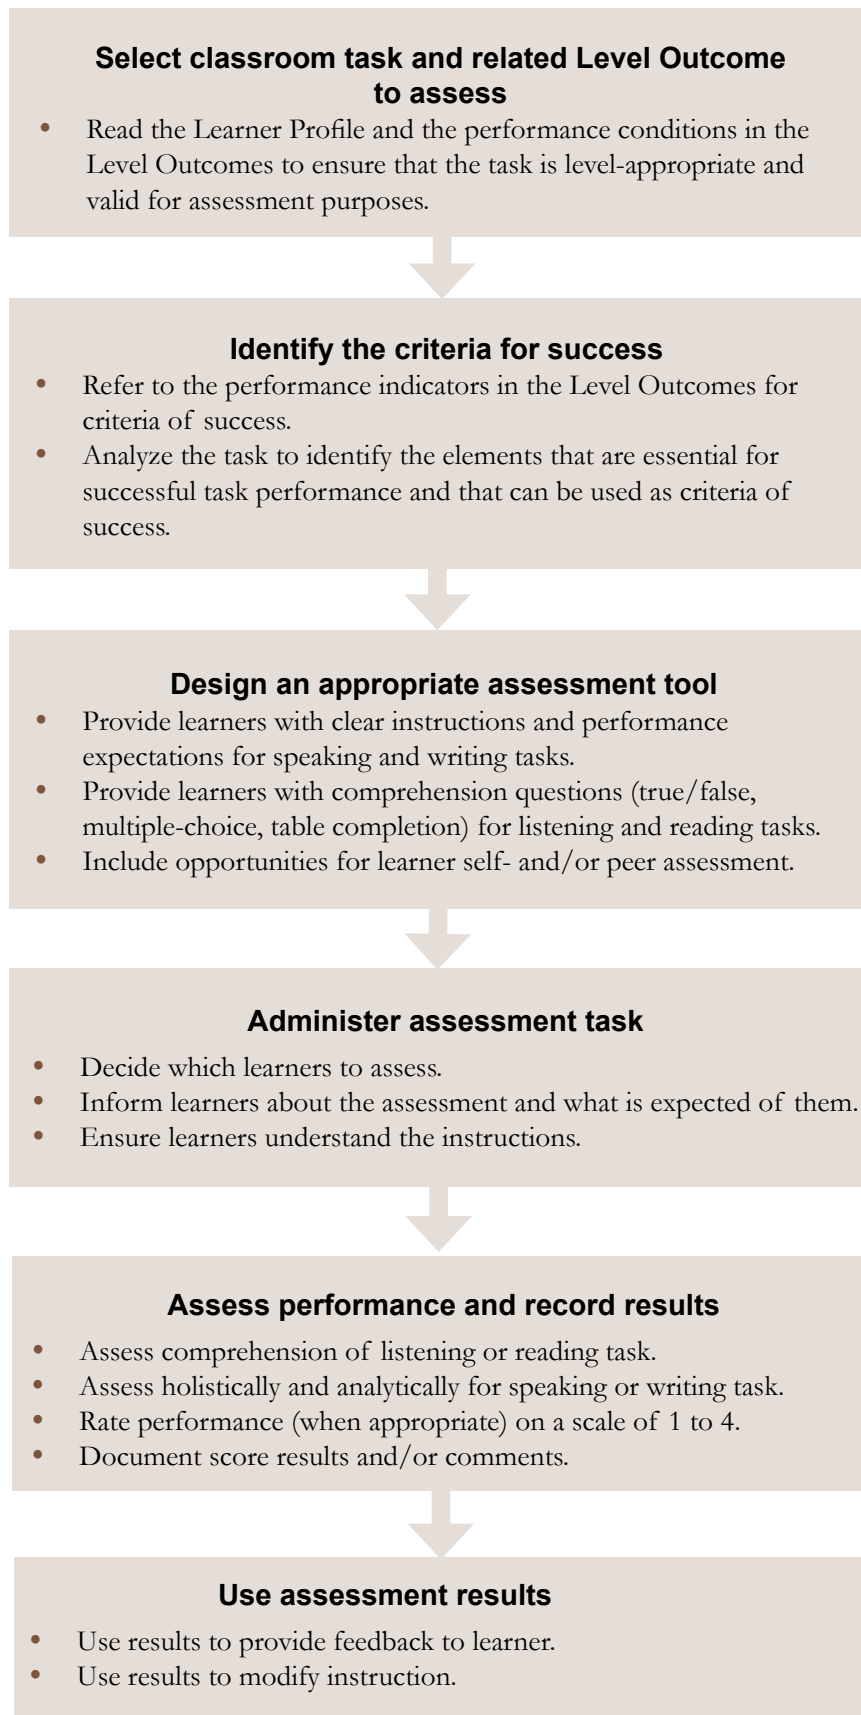 Select classroom task and related Level Outcome
to assess
• Read the Learner Profile and the performance conditions in the
Level Outcomes to ensure that the task is level-appropriate and
valid for assessment purposes.
Identify the criteria for success
• Refer to the performance indicators in the Level Outcomes for
criteria of success.
• Analyze the task to identify the elements that are essential for
successful task performance and that can be used as criteria of
success.
Design an appropriate assessment tool
• Provide learners with clear instructions and performance
expectations for speaking and writing tasks.
• Provide learners with comprehension questions (true/false,
multiple-choice, table completion) for listening and reading tasks.
• Include opportunities for learner self- and/or peer assessment.
Administer assessment task
• Decide which learners to assess.
• Inform learners about the assessment and what is expected of them.
• Ensure learners understand the instructions.
Assess performance and record results
• Assess comprehension of listening or reading task.
• Assess holistically and analytically for speaking or writing task.
• Rate performance (when appropriate) on a scale of 1 to 4.
• Document score results and/or comments.
Use assessment results
• Use results to provide feedback to learner.
• Use results to modify instruction.